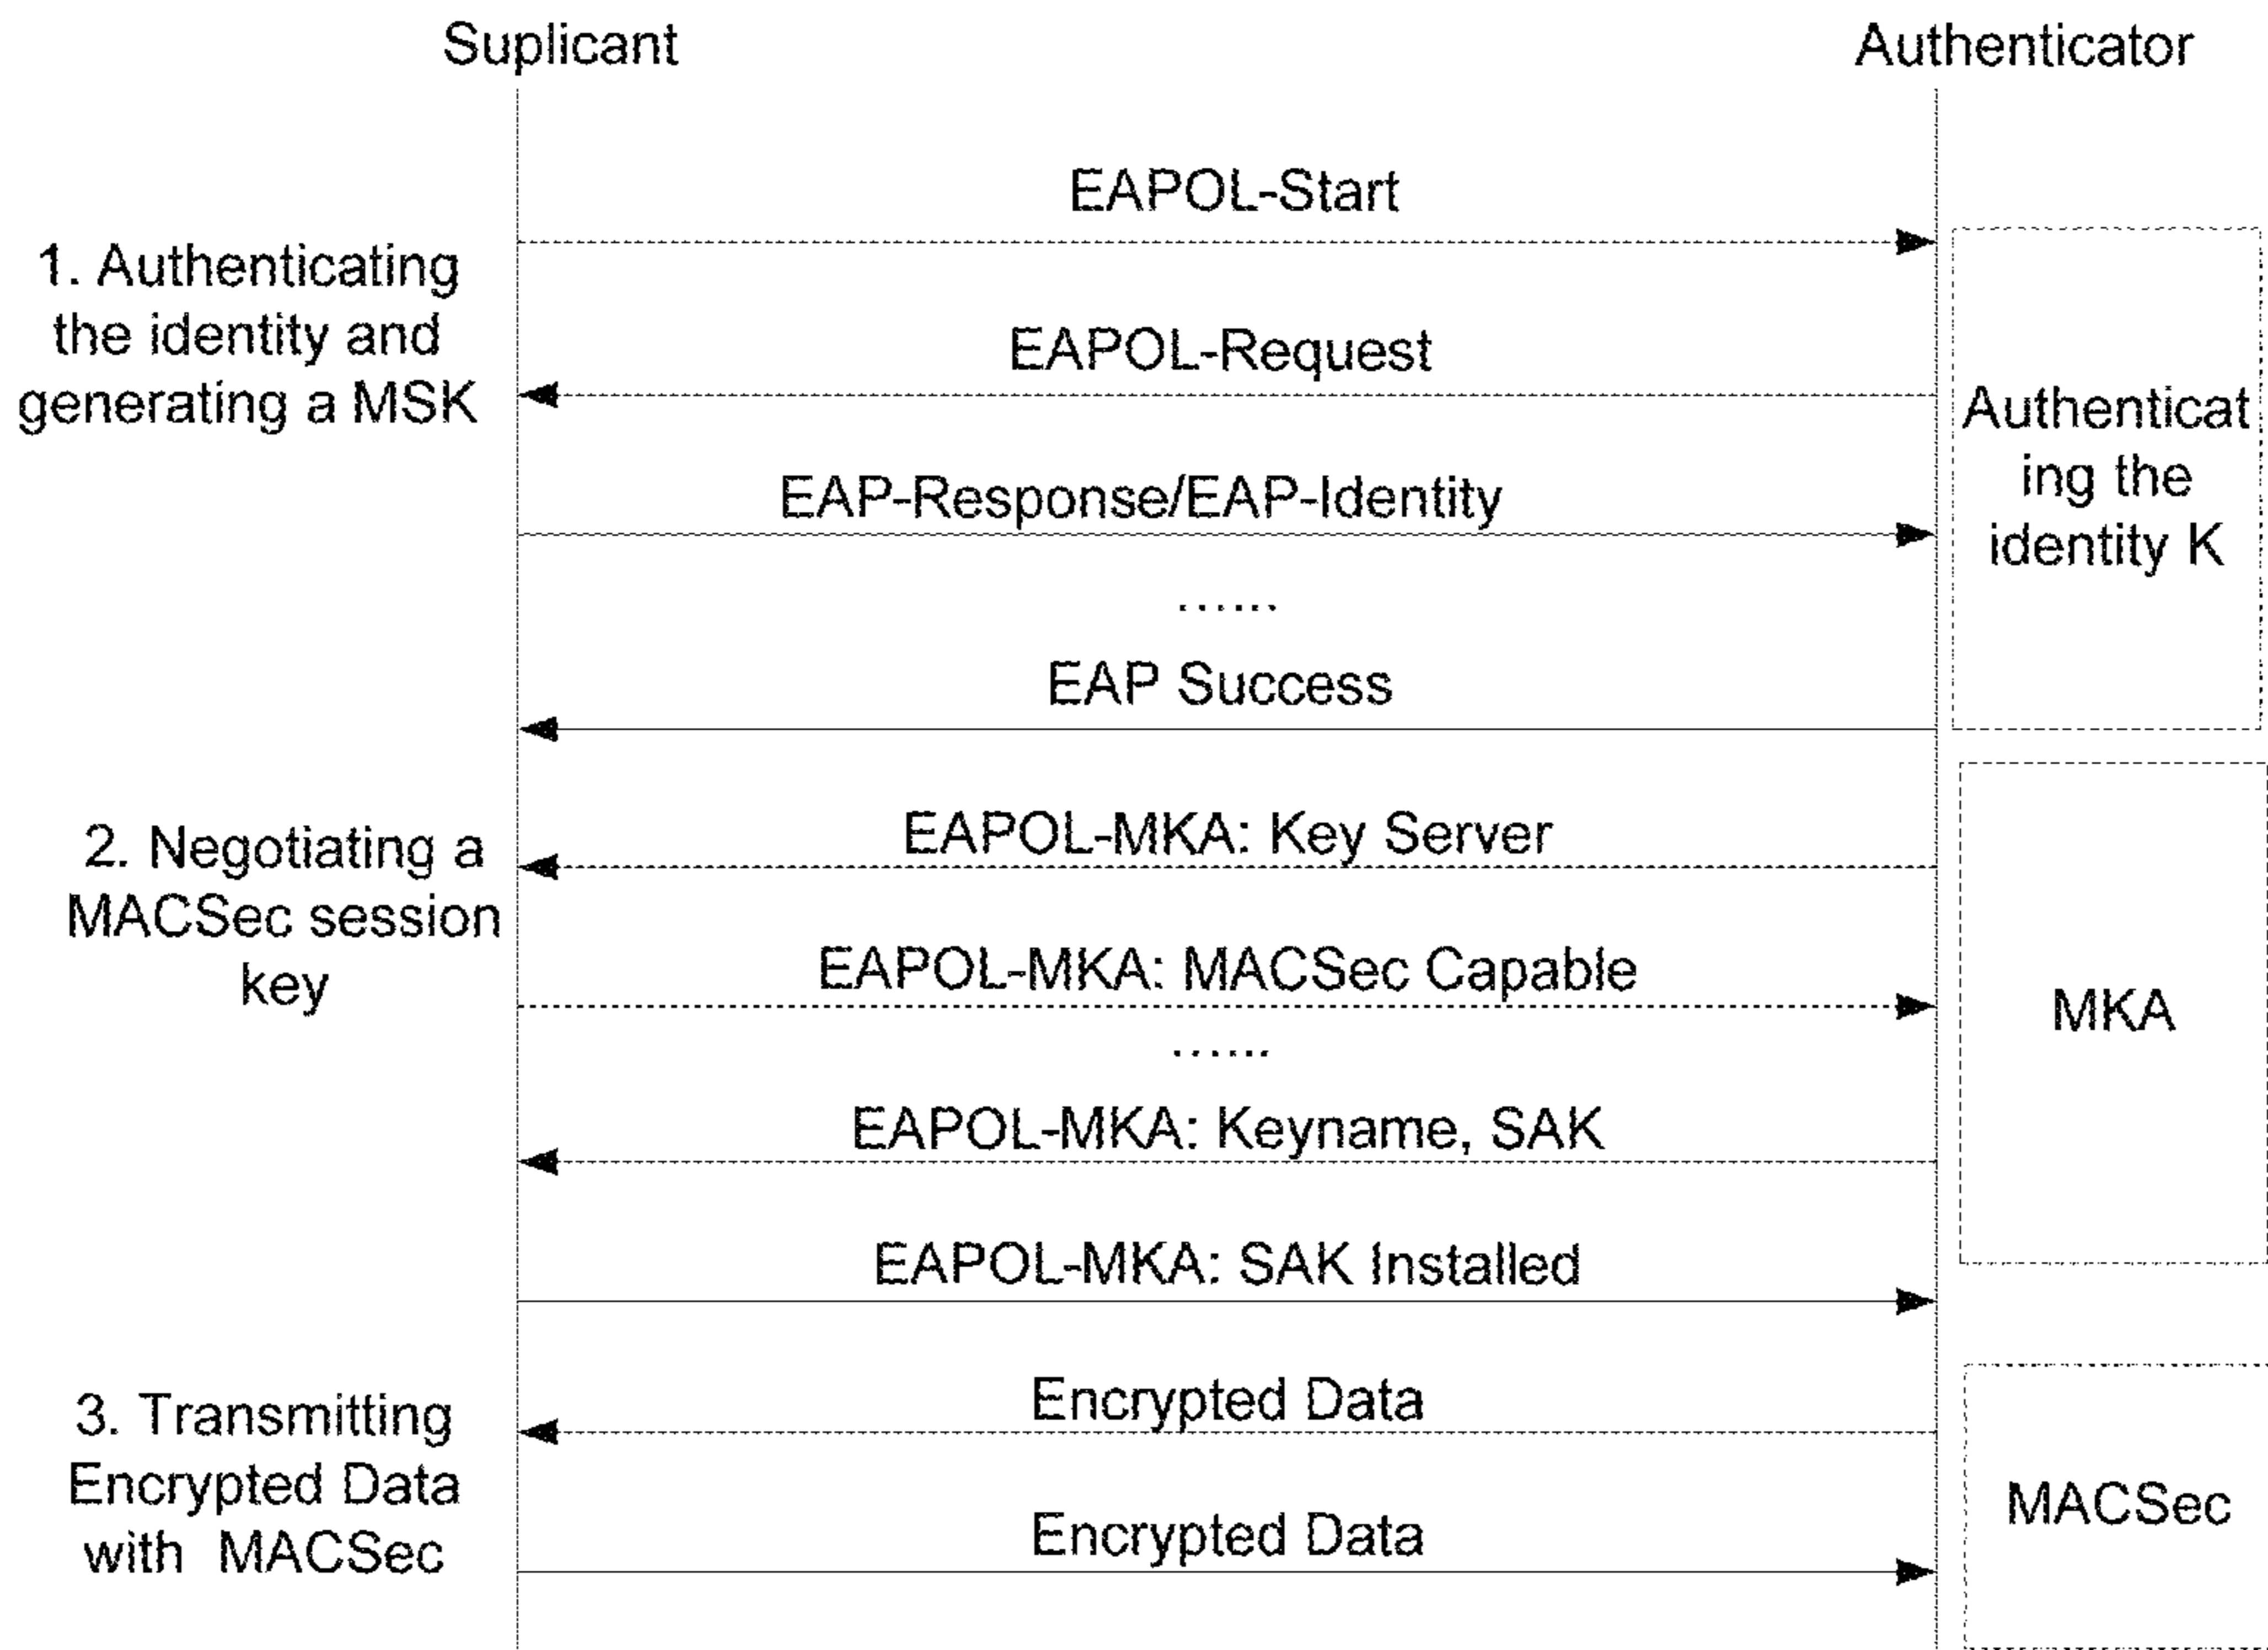 Suplicant
Authenticator
EAPOL-Start
1. Authenticating
the identity and
generating a MSK
EAPOL-Request
Authenticat
ing the
identity K
EAP-Response/EAP-Identity
......
EAP Success
2. Negotiating a
MACSec session
key
EAPOL-MKA: Key Server
EAPOL-MKA: MACSec Capable
......
MKA
EAPOL-MKA: Keyname, SAK
EAPOL-MKA: SAK Installed
3. Transmitting
Encrypted Data
with MACSec
Encrypted Data
Encrypted Data
MACSec